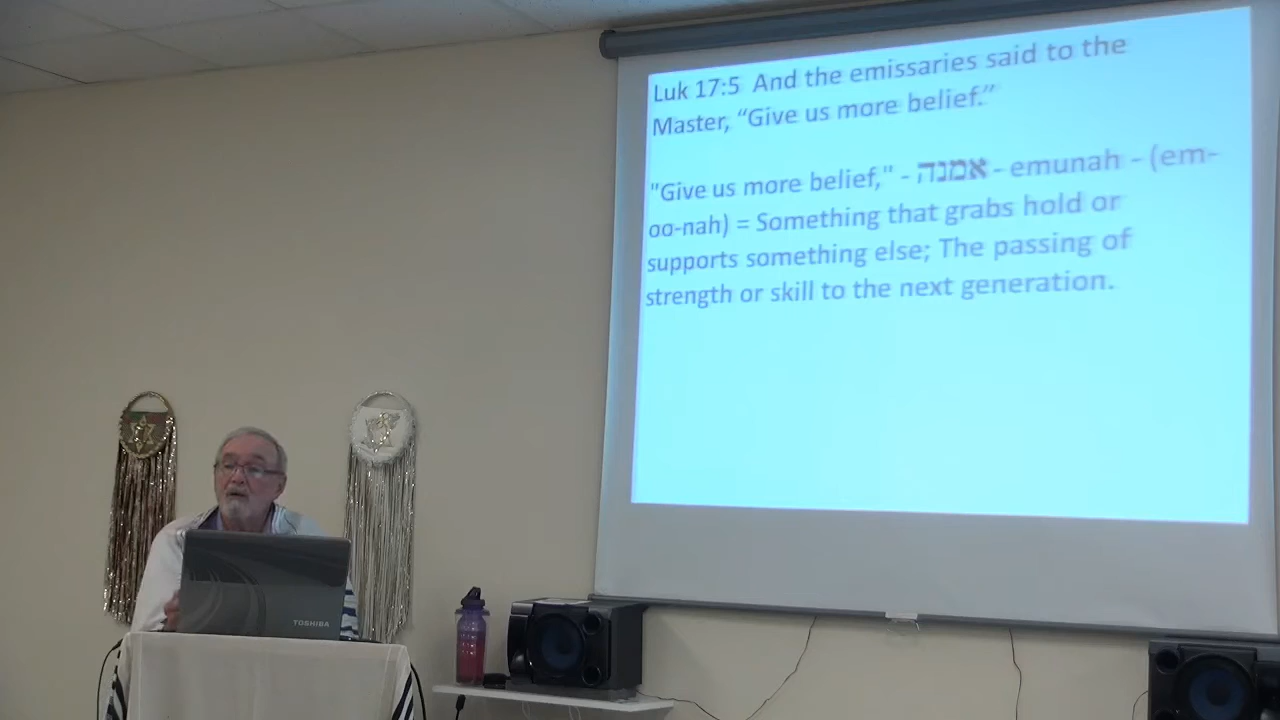 Luk 17:5 And the emissaries said to the
Master, “Give us more belief.”
"Give us more belief," - אמנה - emunah - (em-
oo-nah) = Something that grabs hold or
supports something else; The passing of
strength or skill to the next generation.
TOSHIBA